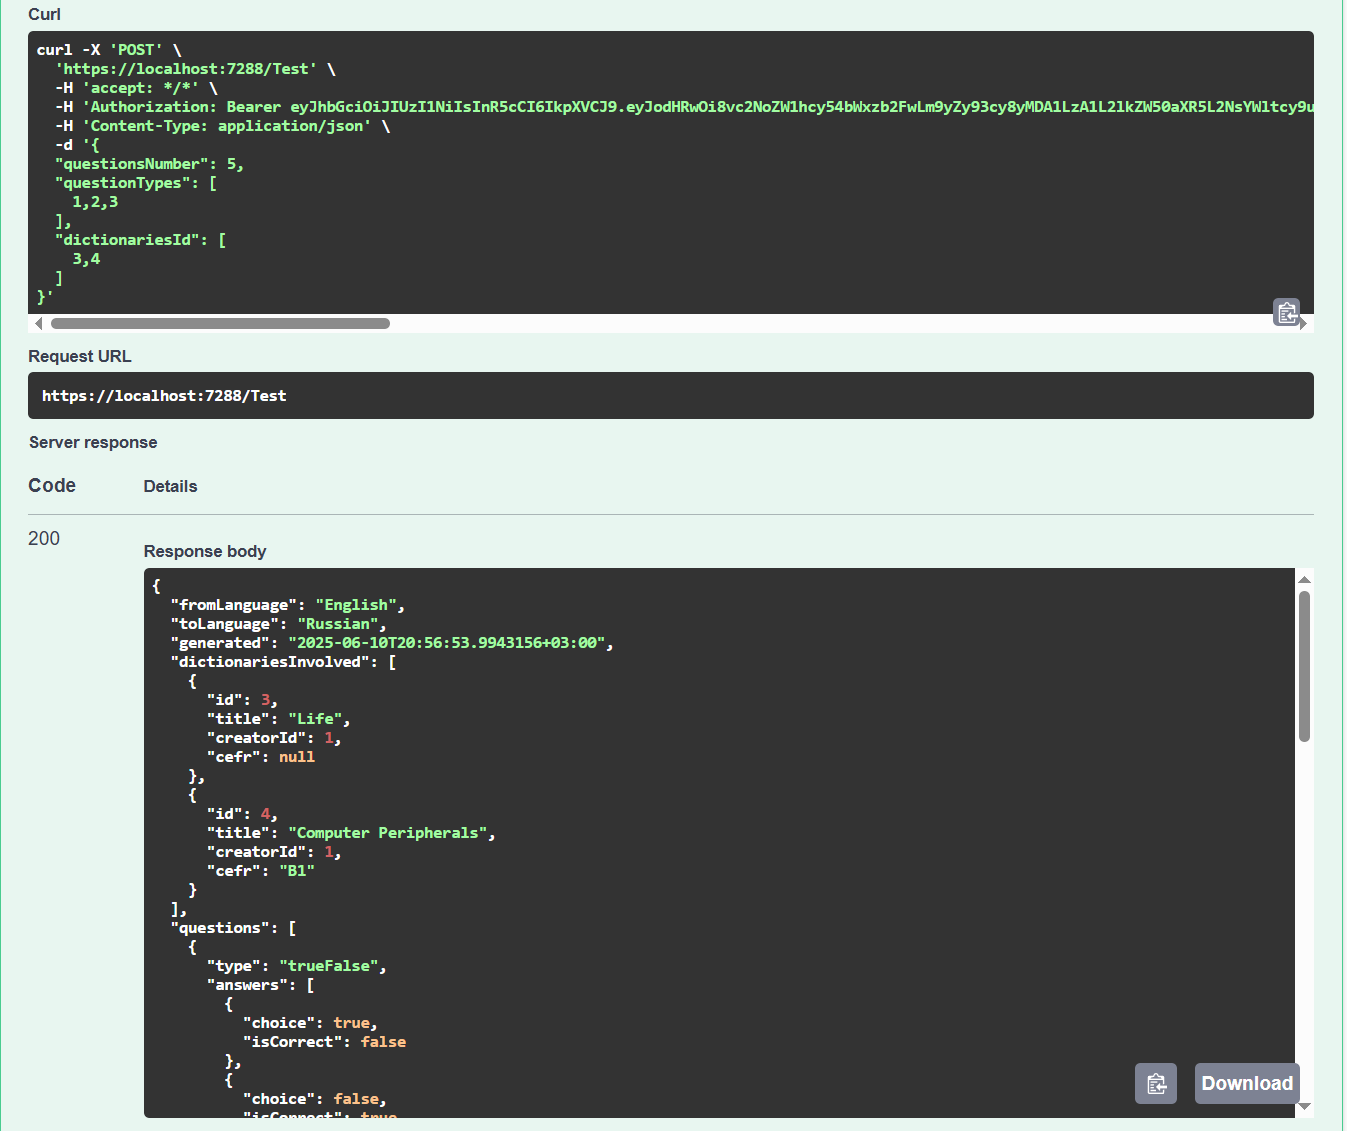 Curl
curl -X 'POST' \
'https://localhost:7288/Test' \
-H 'accept: */*' \
-H 'Authorization: Bearer eyJhbGciOiJIUzI1NiIsInR5cCI6IkpXVCJ9.eyJodHRwOi8vc2NoZW1hcy54bWxzb2FwLm9yZy93cy8yMDA1LzA1L2lkZW50aXR5L2NsYWltcy9u
-H 'Content-Type: application/json' \
-d '{
"questionsNumber": 5,
"questionTypes": [
1,2,3
],
"dictionariesId": [
3,4
]
}'
Request URL
https://localhost:7288/Test
Server response
Code Details
200
Response body
{
"fromLanguage": "English",
"toLanguage": "Russian",
"generated": "2025-06-10T20:56:53.9943156+03:00",
"dictionariesInvolved": [
{
"id": 3,
"title": "Life",
"creatorId": 1,
"cefr": null
},
{
"id": 4,
"title": "Computer Peripherals",
"creatorId": 1,
"cefr": "B1"
}
],
"questions": [
{
"type": "trueFalse",
"answers": [
{
"choice": true,
"isCorrect": false
},
{
"choice": false,
"isCorrect": true
Download